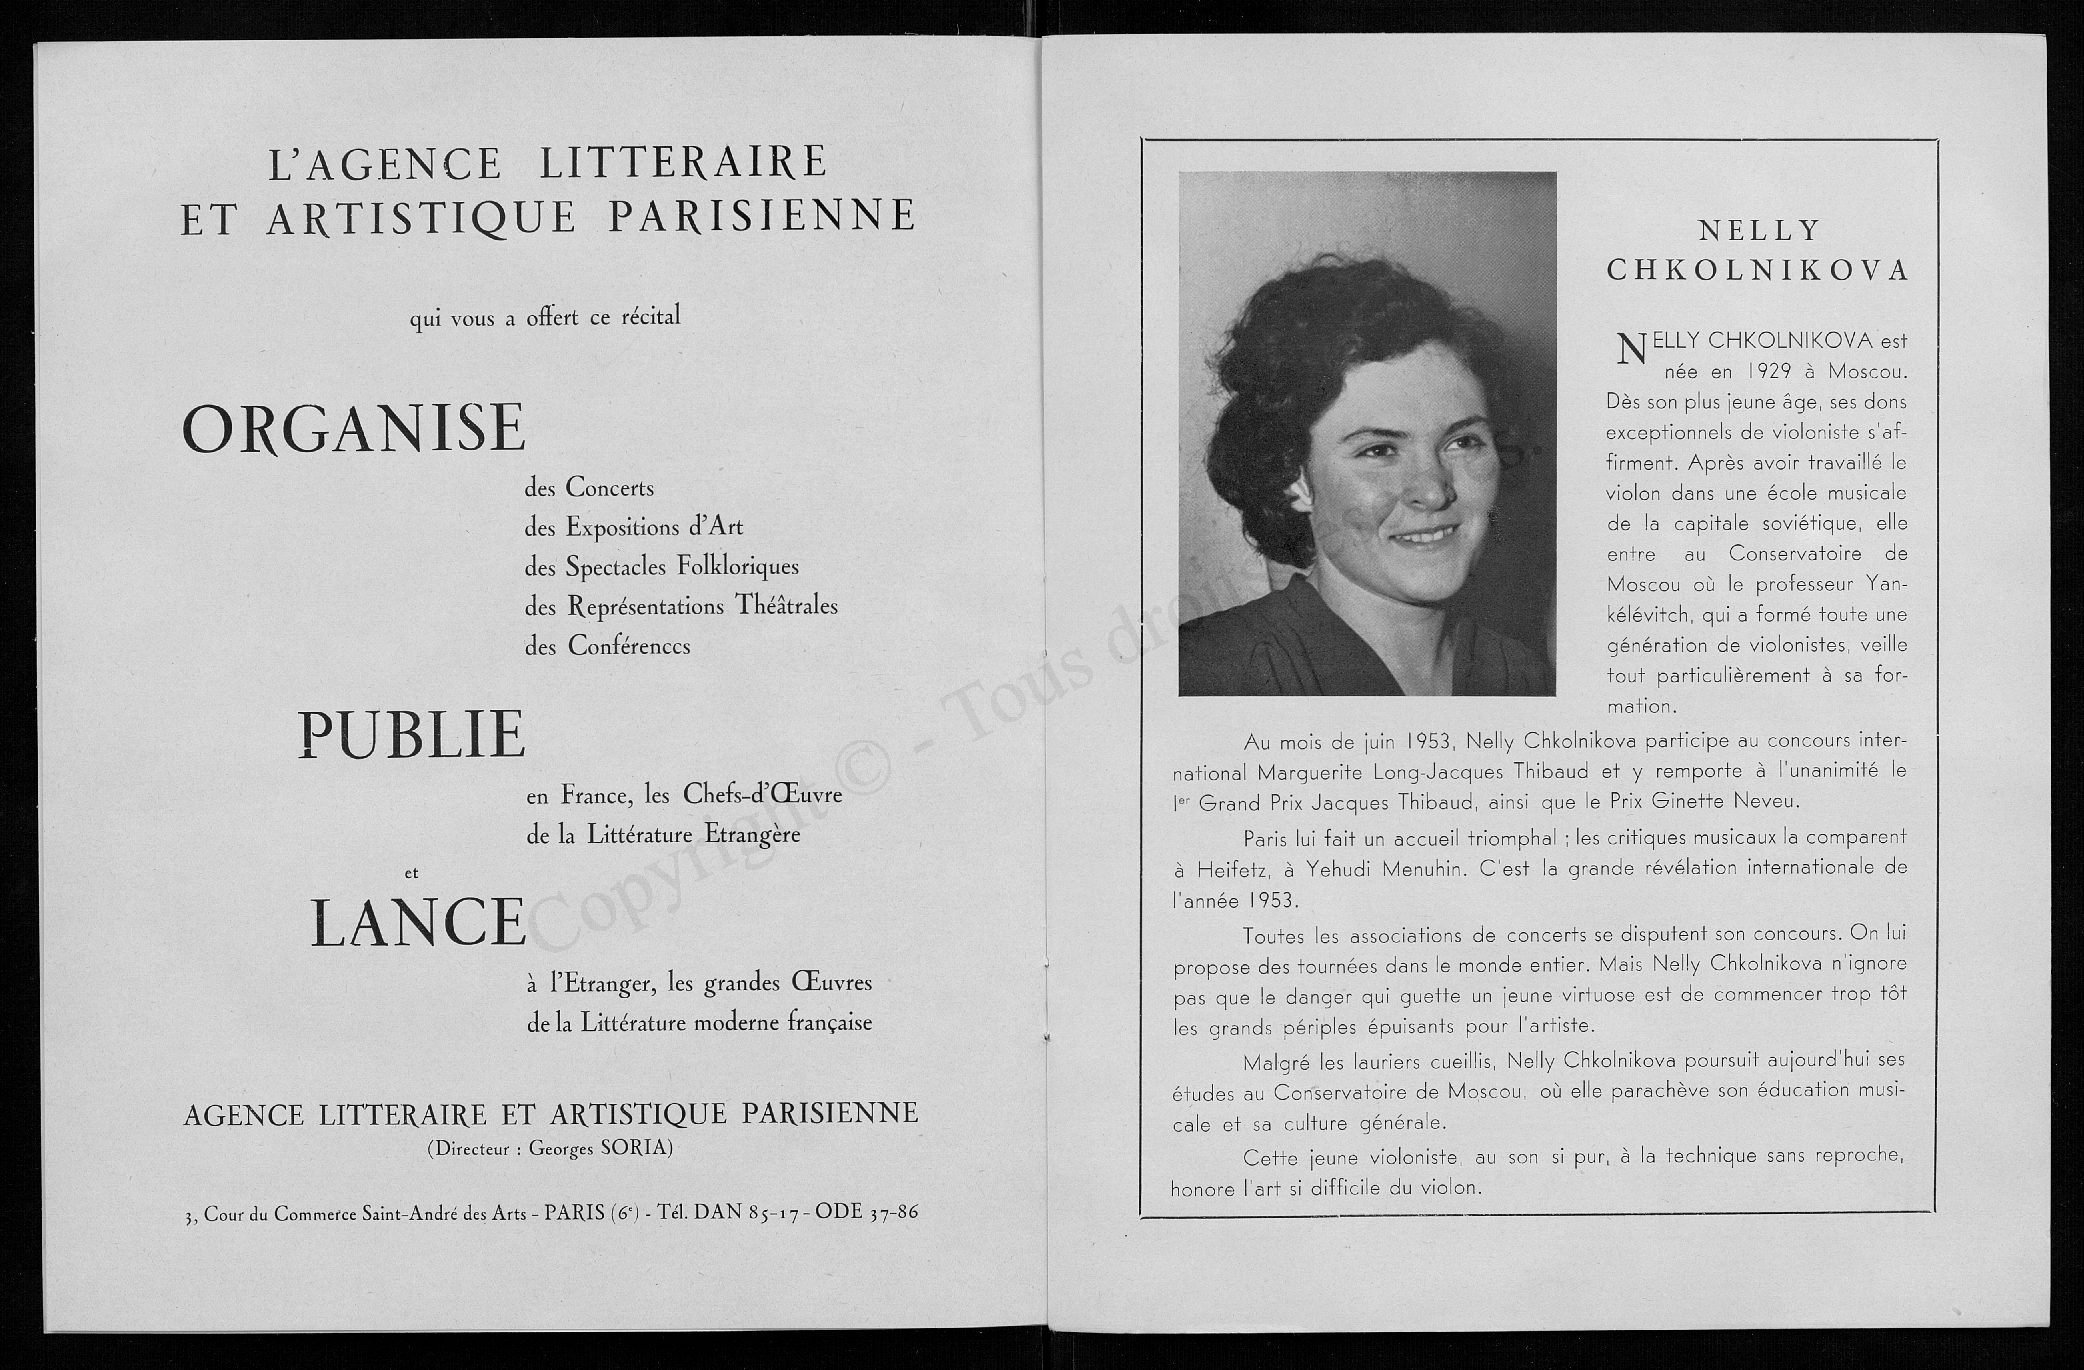 L'AGENCE LITTERAIRE
ET ARTISTIQUE PARISIENNE
qui vous a offert ce récital
ORGANISE
des Concerts
des Expositions d'Art
des Spectacles Folkloriques
des Représentations Théâtrales
des Conférences
PUBLIE
en France, les Chefs-d'Œuvre
de la Littérature Etrangère
et
LANCE
à l'Etranger, les grandes Œuvres
de la Littérature moderne française
AGENCE LITTERAIRE ET ARTISTIQUE PARISIENNE
(Directeur : Georges SORIA)
3, Cour du Commerce Saint-André des Arts - PARIS (6e) - Tél. DAN 85-17 - ODE 37-86
Copyright © - Tous droits
NELLY
CHKOLNIKOVA
NELLY CHKOLNIKOVA est
née en 1929 à Moscou.
Dès son plus jeune âge, ses dons
exceptionnels de violoniste s'af-
firment. Après avoir travaillé le
violon dans une école musicale
de la capitale soviétique, elle
entre au Conservatoire de
Moscou où le professeur Yan-
kélévitch, qui a formé toute une
génération de violonistes, veille
tout particulièrement à sa for-
mation.
Au mois de juin 1953, Nelly Chkolnikova participe au concours inter-
national Marguerite Long-Jacques Thibaud et y remporte à l'unanimité le
Ier Grand Prix Jacques Thibaud, ainsi que le Prix Ginette Neveu.
Paris lui fait un accueil triomphal ; les critiques musicaux la comparent
à Heifetz, à Yehudi Menuhin. C'est la grande révélation internationale de
l'année 1953.
Toutes les associations de concerts se disputent son concours. On lui
propose des tournées dans le monde entier. Mais Nelly Chkolnikova n'ignore
pas que le danger qui guette un jeune virtuose est de commencer trop tôt
les grands périples épuisants pour l'artiste.
Malgré les lauriers cueillis, Nelly Chkolnikova poursuit aujourd'hui ses
études au Conservatoire de Moscou, où elle parachève son éducation musi-
cale et sa culture générale.
Cette jeune violoniste, au son si pur, à la technique sans reproche,
honore l'art si difficile du violon.